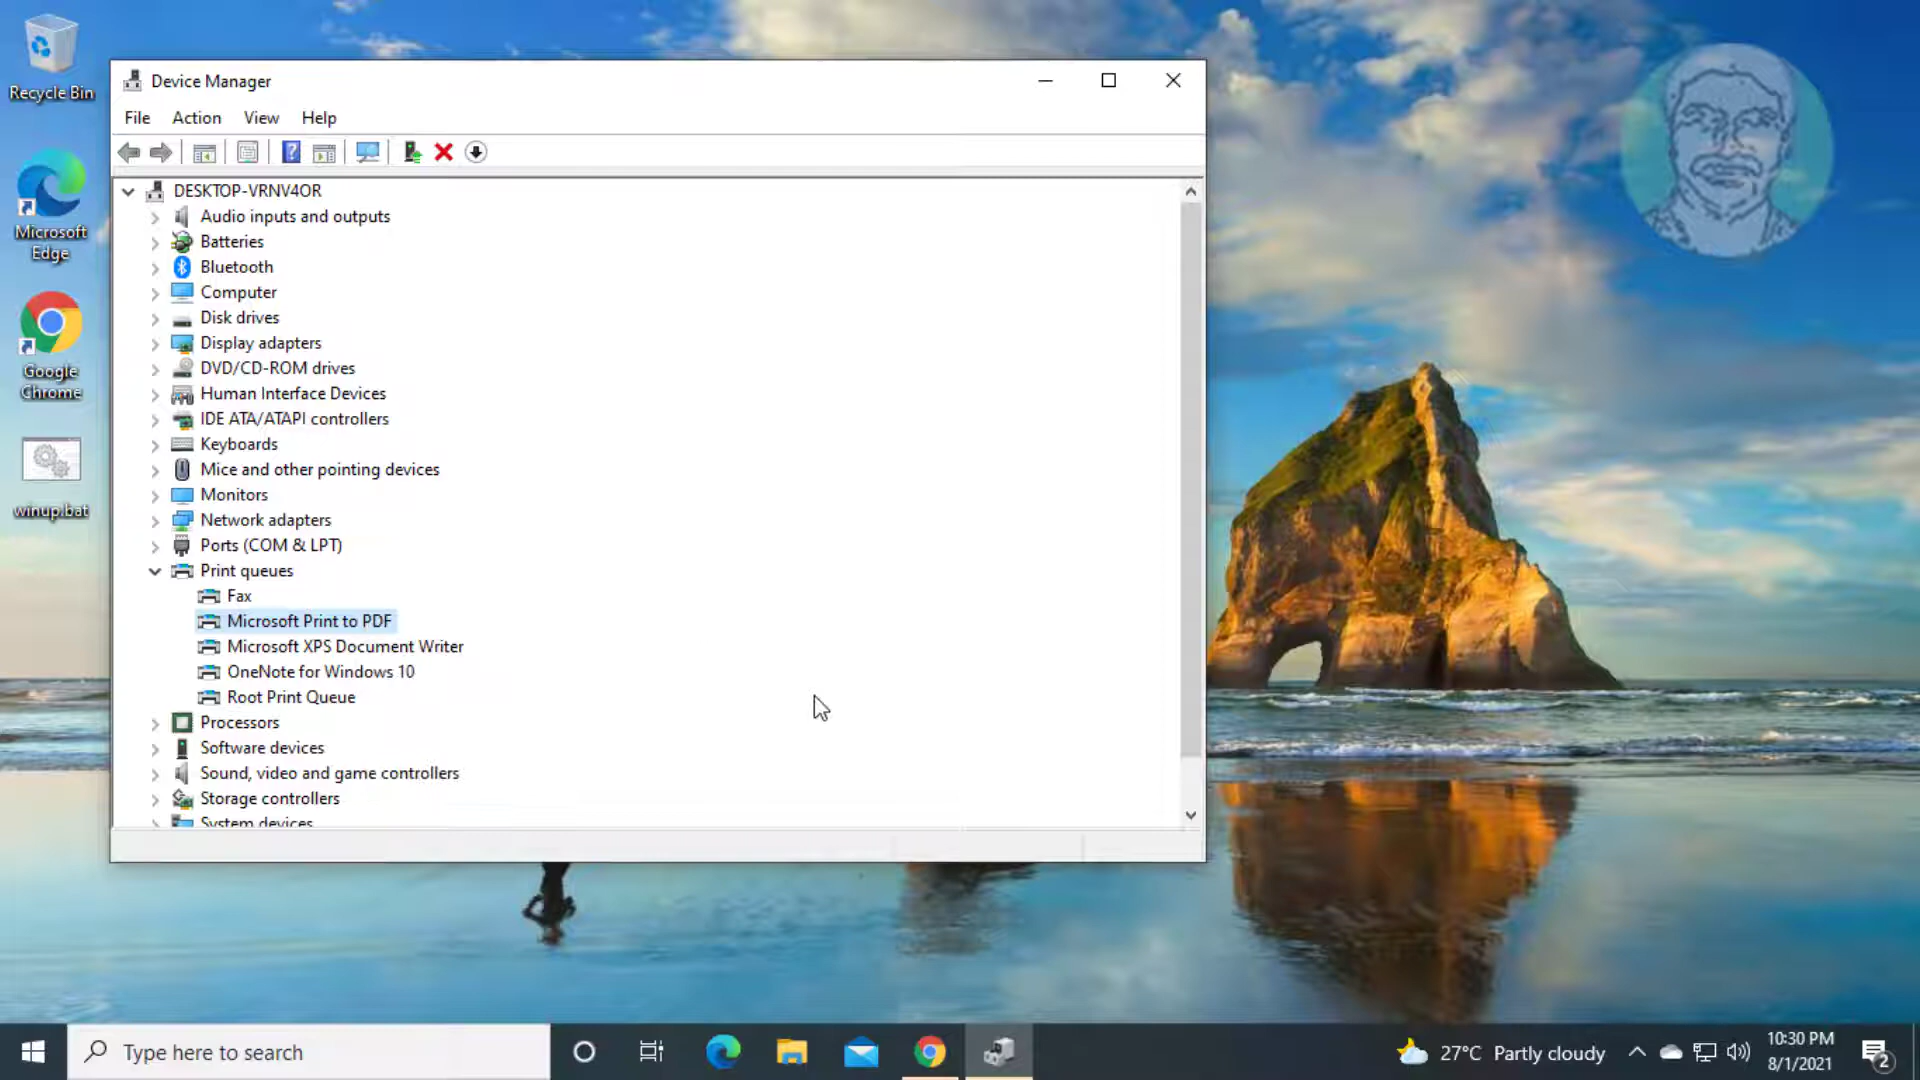 Recycle Bin
Microsoft
Edge
Google
Chrome
winup.bat
Device Manager
File Action View Help
DESKTOP-VRNV4OR
Audio inputs and outputs
Batteries
Bluetooth
Computer
Disk drives
Display adapters
DVD/CD-ROM drives
Human Interface Devices
IDE ATA/ATAPI controllers
Keyboards
Mice and other pointing devices
Monitors
Network adapters
Ports (COM & LPT)
Print queues
Fax
Microsoft Print to PDF
Microsoft XPS Document Writer
OneNote for Windows 10
Root Print Queue
Processors
Software devices
Sound, video and game controllers
Storage controllers
System devices
Type here to search
27°C Partly cloudy
10:30 PM
8/1/2021
2